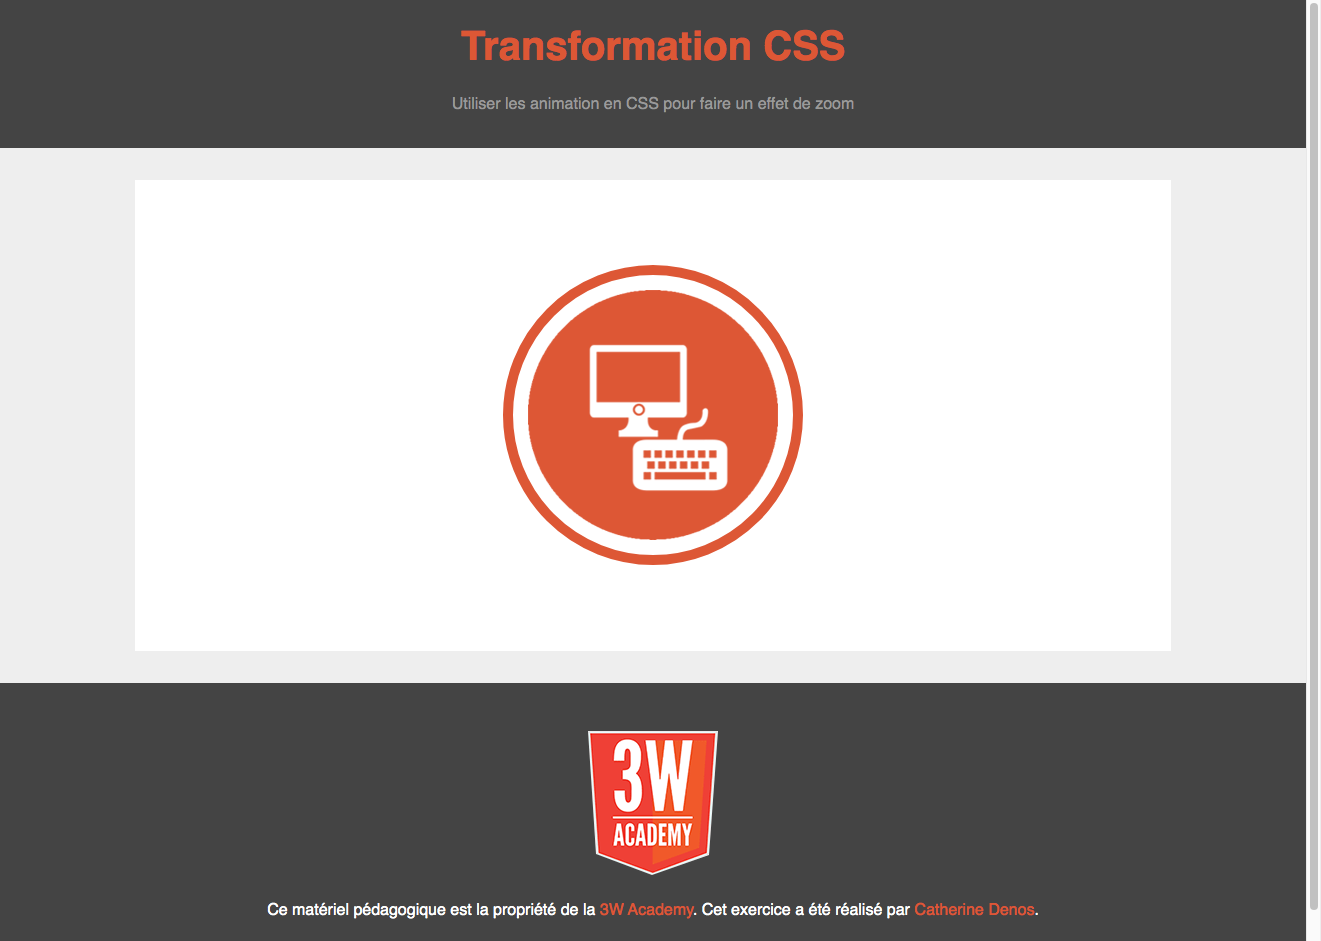 Transformation CSS
Utiliser les animation en CSS pour faire un effet de zoom
3W
ACADEMY
Ce matériel pédagogique est la propriété de la 3W Academy. Cet exercice a été réalisé par Catherine Denos.